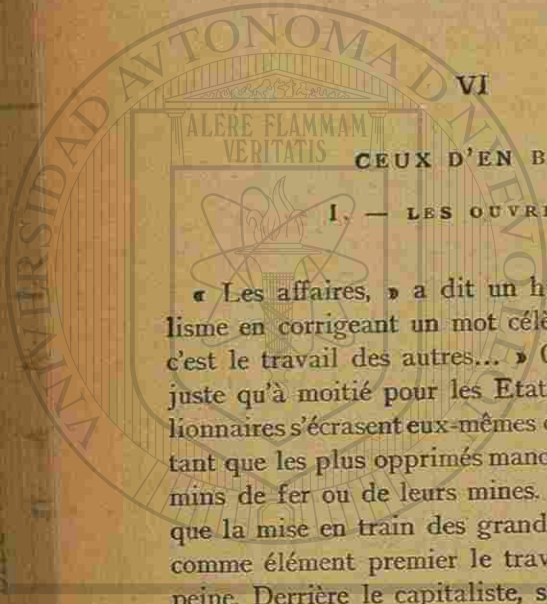 VI
CEUX D'EN B
I. — LES OUVRI
« Les affaires, » a dit un h
lisme en corrigeant un mot célè
c'est le travail des autres... »
juste qu'à moitié pour les Etat
lionnaires s'écrasent eux-mêmes
tant que les plus opprimés manœ
mins de fer ou de leurs mines.
que la mise en train des grand
comme élément premier le trav
peine. Derrière le capitaliste, s
UNIVERSIDAD AUTONOMA DE NUEVO
ALERE FLAMMAM
VERITATIS